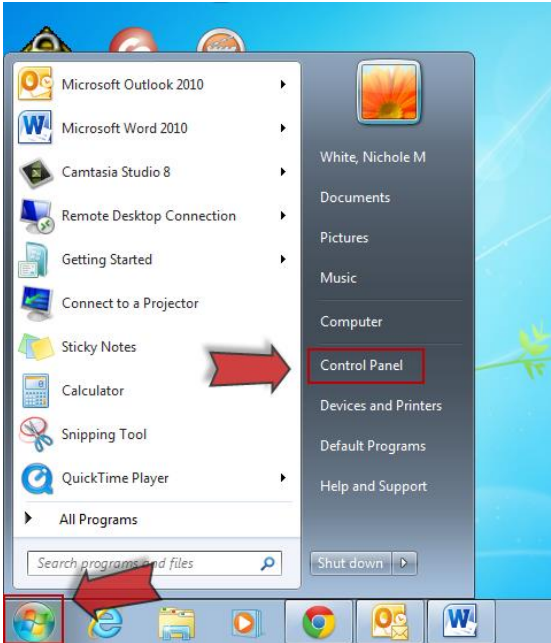 Microsoft Outlook 2010
Microsoft Word 2010
Camtasia Studio 8
Remote Desktop Connection
Getting Started
Connect to a Projector
Sticky Notes
Calculator
Snipping Tool
QuickTime Player
All Programs
Search programs and files
White, Nichole M
Documents
Pictures
Music
Computer
Control Panel
Devices and Printers
Default Programs
Help and Support
Shut down